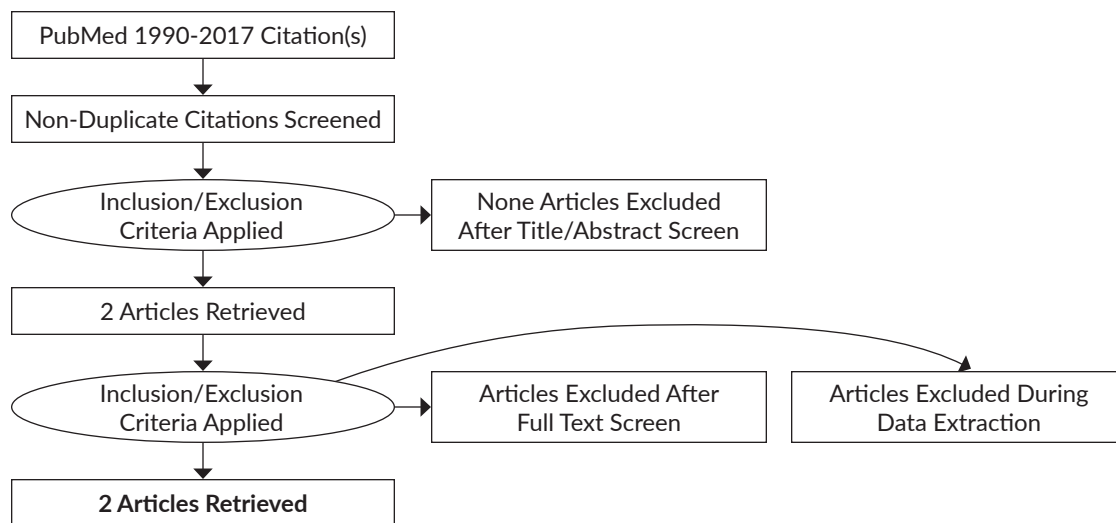 PubMed 1990-2017 Citation(s)
Non-Duplicate Citations Screened
Inclusion/Exclusion
Criteria Applied
None Articles Excluded
After Title/Abstract Screen
2 Articles Retrieved
Inclusion/Exclusion
Criteria Applied
Articles Excluded After
Full Text Screen
Articles Excluded During
Data Extraction
2 Articles Retrieved